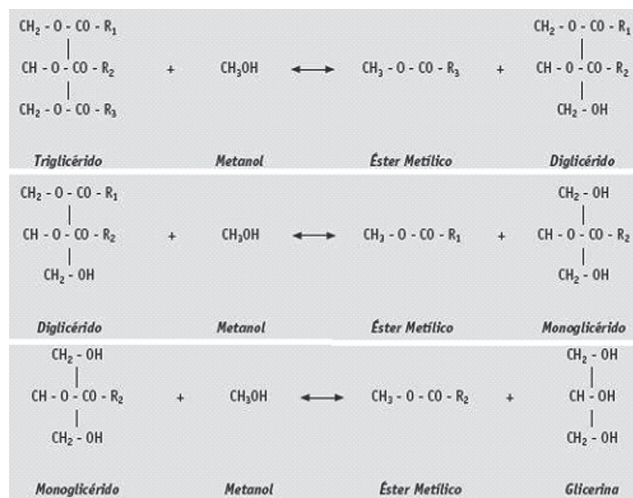 CH₂ - O - CO - R₁ CH₂ - O - CO - R₁
CH - O - CO - R₂ + CH₃OH ⟷ CH₃ - O - CO - R₃ + CH - O - CO - R₂
CH₂ - O - CO - R₃ CH₂ - OH
Triglicérido Metanol Éster Metílico Diglicérido
CH₂ - O - CO - R₁ CH₂ - OH
CH - O - CO - R₂ + CH₃OH ⟷ CH₃ - O - CO - R₁ + CH - O - CO - R₂
CH₂ - OH CH₂ - OH
Diglicérido Metanol Éster Metílico Monoglicérido
CH₂ - OH CH₂ - OH
CH - O - CO - R₂ + CH₃OH ⟷ CH₃ - O - CO - R₂ + CH - OH
CH₂ - OH CH₂ - OH
Monoglicérido Metanol Éster Metílico Glicerina